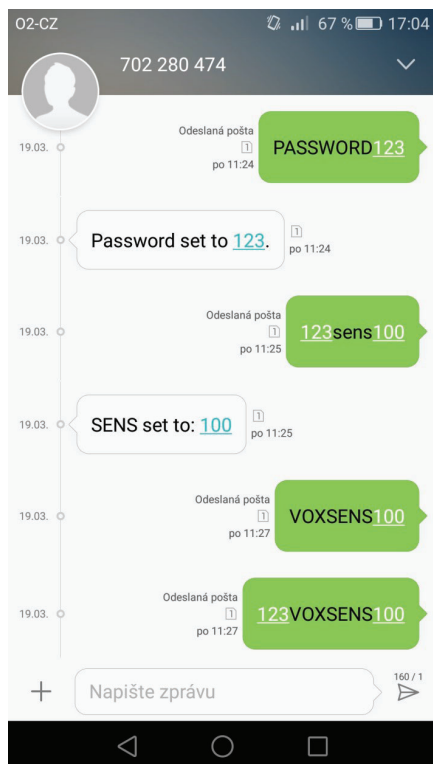 O2-CZ 67 % 17:04
702 280 474
Odeslaná pošta
19.03. 1 PASSWORD123
po 11:24
19.03. Password set to 123. 1
po 11:24
Odeslaná pošta
19.03. 1 123sens100
po 11:25
19.03. SENS set to: 100 1
po 11:25
Odeslaná pošta
19.03. 1 VOXSENS100
po 11:27
Odeslaná pošta
19.03. 1 123VOXSENS100
po 11:27
160 / 1
Napište zprávu